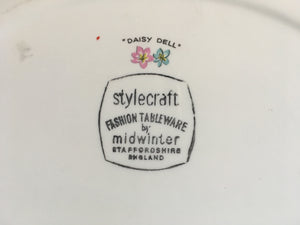 "DAISY DELL"
stylecraft
FASHION TABLEWARE
by
midwinter
STAFFORDSHIRE
ENGLAND